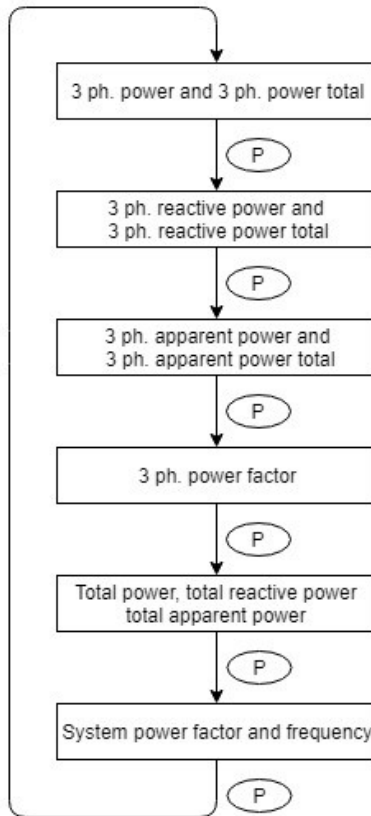 3 ph. power and 3 ph. power total
P
3 ph. reactive power and
3 ph. reactive power total
P
3 ph. apparent power and
3 ph. apparent power total
P
3 ph. power factor
P
Total power, total reactive power
total apparent power
P
System power factor and frequency
P